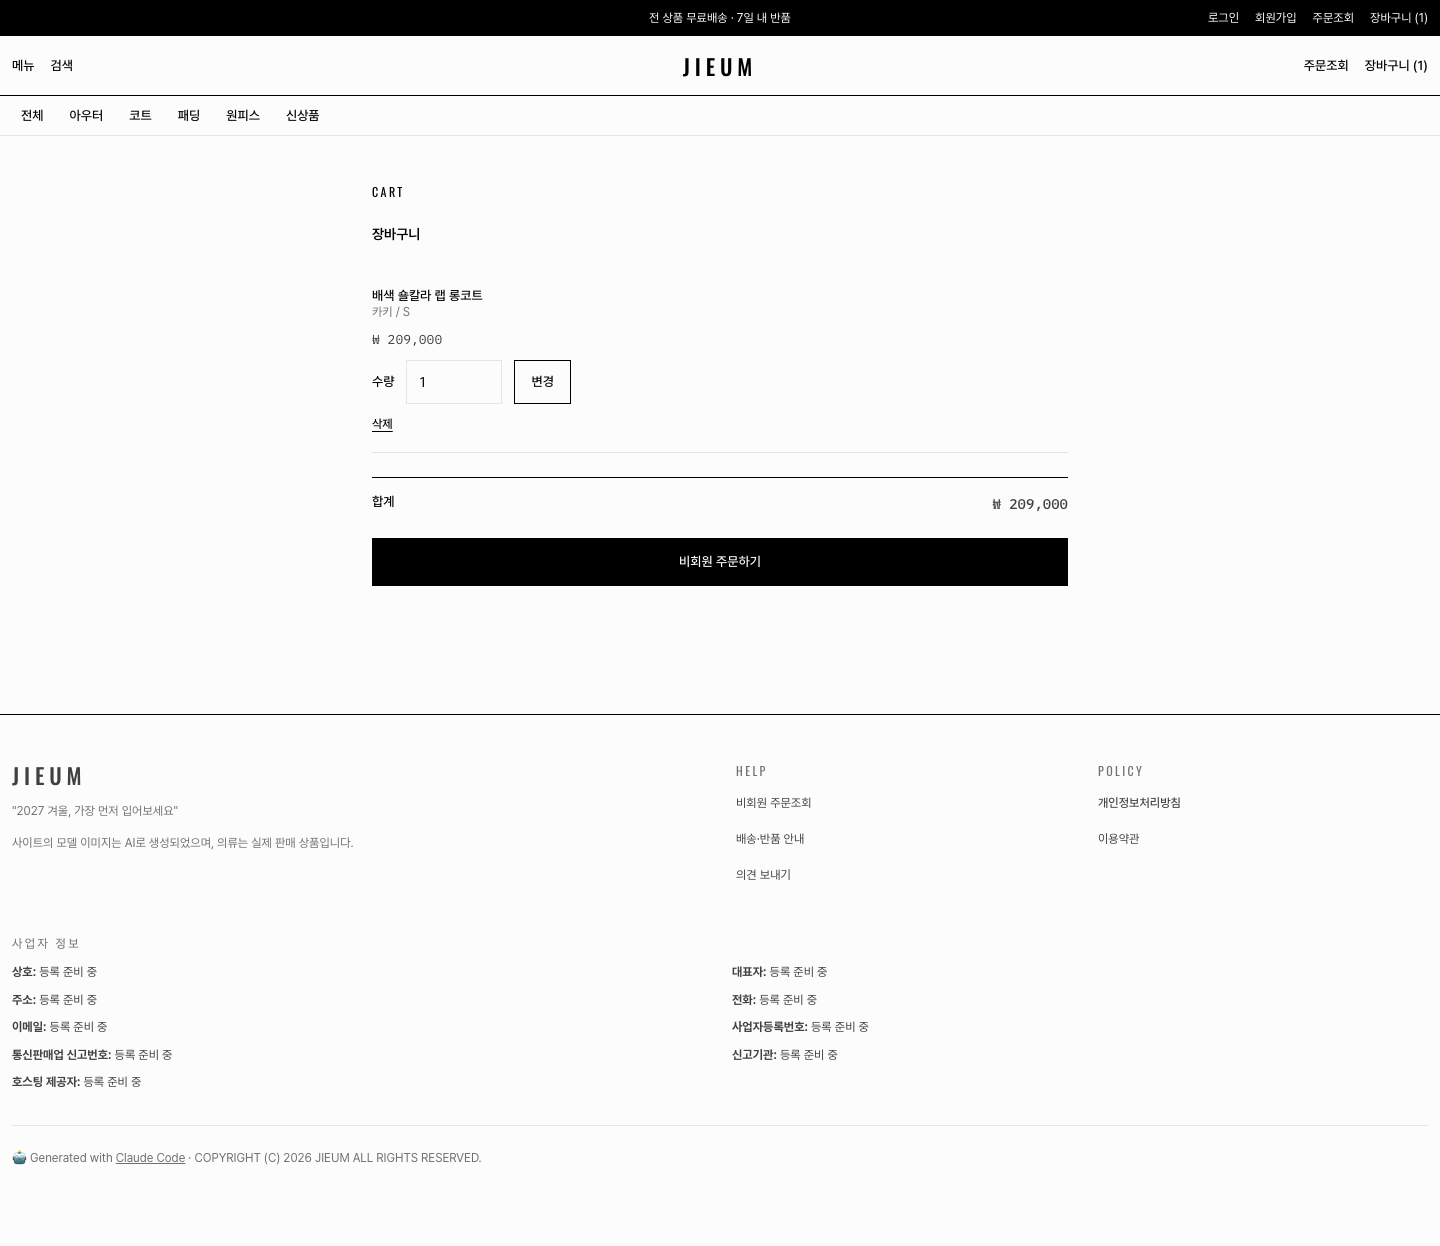 전 상품 무료배송 · 7일 내 반품
로그인 회원가입 주문조회 장바구니 (1)
메뉴 검색
JIEUM
주문조회 장바구니 (1)
전체 아우터 코트 패딩 원피스 신상품
CART
장바구니
배색 숄칼라 랩 롱코트
카키 / S
₩ 209,000
수량 1 변경
삭제
합계 ₩ 209,000
비회원 주문하기
JIEUM
"2027 겨울, 가장 먼저 입어보세요"
사이트의 모델 이미지는 AI로 생성되었으며, 의류는 실제 판매 상품입니다.
HELP
비회원 주문조회
배송·반품 안내
의견 보내기
POLICY
개인정보처리방침
이용약관
사업자 정보
상호: 등록 준비 중
대표자: 등록 준비 중
주소: 등록 준비 중
전화: 등록 준비 중
이메일: 등록 준비 중
사업자등록번호: 등록 준비 중
통신판매업 신고번호: 등록 준비 중
신고기관: 등록 준비 중
호스팅 제공자: 등록 준비 중
🤖 Generated with Claude Code · COPYRIGHT (C) 2026 JIEUM ALL RIGHTS RESERVED.